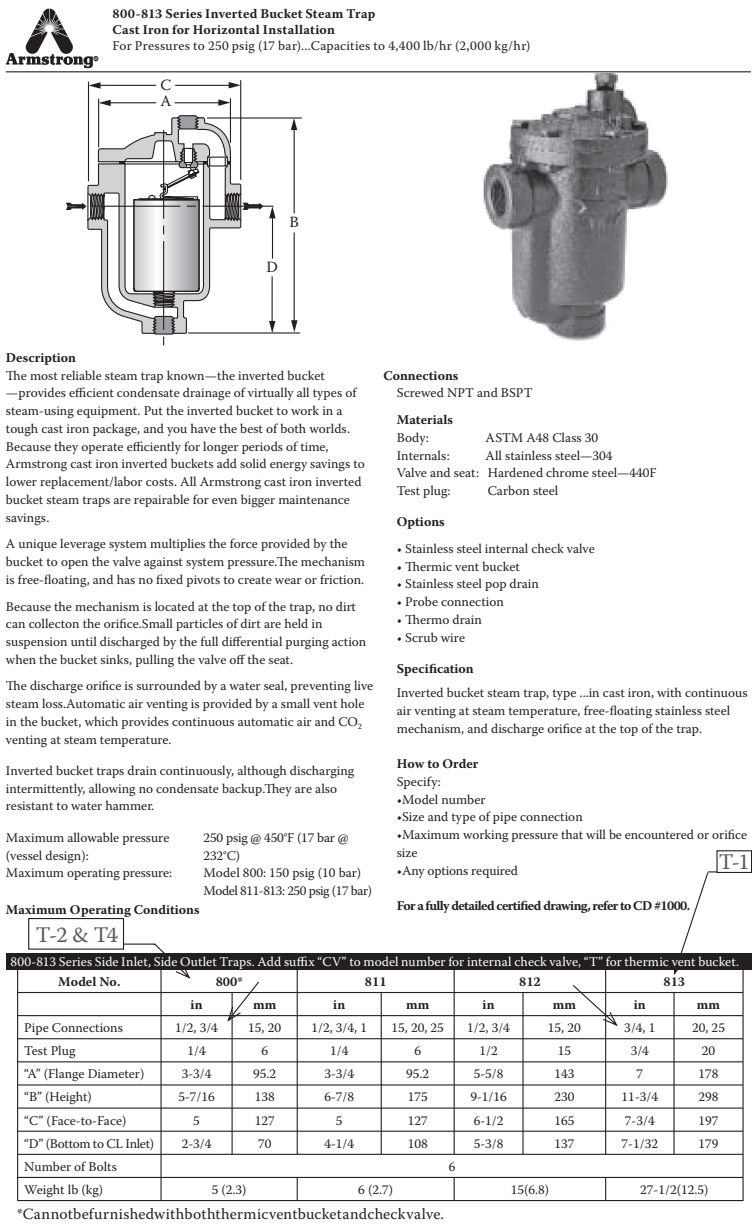 Armstrong®
800-813 Series Inverted Bucket Steam Trap
Cast Iron for Horizontal Installation
For Pressures to 250 psig (17 bar)...Capacities to 4,400 lb/hr (2,000 kg/hr)
C
A
B
D
Description
The most reliable steam trap known—the inverted bucket
—provides efficient condensate drainage of virtually all types of
steam-using equipment. Put the inverted bucket to work in a
tough cast iron package, and you have the best of both worlds.
Because they operate efficiently for longer periods of time,
Armstrong cast iron inverted buckets add solid energy savings to
lower replacement/labor costs. All Armstrong cast iron inverted
bucket steam traps are repairable for even bigger maintenance
savings.
A unique leverage system multiplies the force provided by the
bucket to open the valve against system pressure.The mechanism
is free-floating, and has no fixed pivots to create wear or friction.
Because the mechanism is located at the top of the trap, no dirt
can collecton the orifice.Small particles of dirt are held in
suspension until discharged by the full differential purging action
when the bucket sinks, pulling the valve off the seat.
The discharge orifice is surrounded by a water seal, preventing live
steam loss.Automatic air venting is provided by a small vent hole
in the bucket, which provides continuous automatic air and CO₂
venting at steam temperature.
Inverted bucket traps drain continuously, although discharging
intermittently, allowing no condensate backup.They are also
resistant to water hammer.
Maximum allowable pressure 250 psig @ 450°F (17 bar @
(vessel design): 232°C)
Maximum operating pressure: Model 800: 150 psig (10 bar)
Model 811-813: 250 psig (17 bar)
Maximum Operating Conditions
Connections
Screwed NPT and BSPT
Materials
Body: ASTM A48 Class 30
Internals: All stainless steel—304
Valve and seat: Hardened chrome steel—440F
Test plug: Carbon steel
Options
• Stainless steel internal check valve
• Thermic vent bucket
• Stainless steel pop drain
• Probe connection
• Thermo drain
• Scrub wire
Specification
Inverted bucket steam trap, type ...in cast iron, with continuous
air venting at steam temperature, free-floating stainless steel
mechanism, and discharge orifice at the top of the trap.
How to Order
Specify:
•Model number
•Size and type of pipe connection
•Maximum working pressure that will be encountered or orifice
size
•Any options required
For a fully detailed certified drawing, refer to CD #1000.
T-1
T-2 & T4
800-813 Series Side Inlet, Side Outlet Traps. Add suffix “CV” to model number for internal check valve, “T” for thermic vent bucket.
Model No. 800* 811 812 813
in mm in mm in mm in mm
Pipe Connections 1/2, 3/4 15, 20 1/2, 3/4, 1 15, 20, 25 1/2, 3/4 15, 20 3/4, 1 20, 25
Test Plug 1/4 6 1/4 6 1/2 15 3/4 20
“A” (Flange Diameter) 3-3/4 95.2 3-3/4 95.2 5-5/8 143 7 178
“B” (Height) 5-7/16 138 6-7/8 175 9-1/16 230 11-3/4 298
“C” (Face-to-Face) 5 127 5 127 6-1/2 165 7-3/4 197
“D” (Bottom to CL Inlet) 2-3/4 70 4-1/4 108 5-3/8 137 7-1/32 179
Number of Bolts 6
Weight lb (kg) 5 (2.3) 6 (2.7) 15(6.8) 27-1/2(12.5)
*Cannotbefurnishedwithboththermicventbucketandcheckvalve.